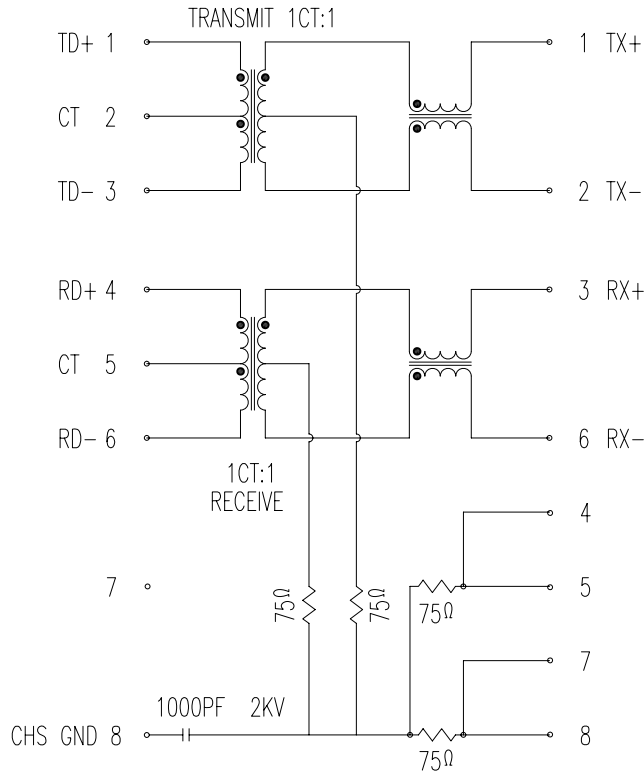 TRANSMIT 1CT:1
TD+ 1
1 TX+
CT 2
TD- 3
2 TX-
RD+ 4
3 RX+
CT 5
RD- 6
6 RX-
1CT:1
RECEIVE
4
7
75Ω
75Ω
75Ω
5
7
1000PF 2KV
CHS GND 8
8
75Ω